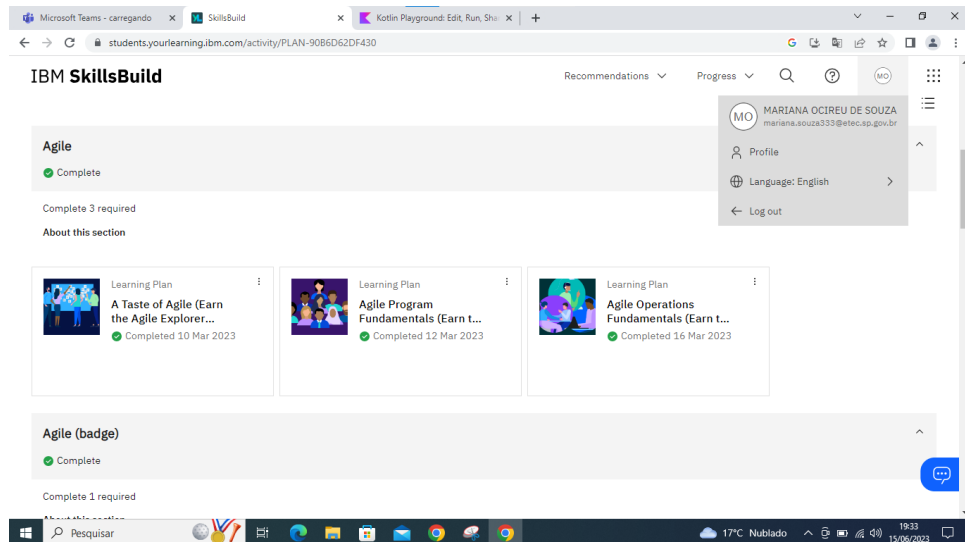 Microsoft Teams - carregando
SkillsBuild
Kotlin Playground: Edit, Run, Sha
students.yourlearning.ibm.com/activity/PLAN-90B6D62DF430
IBM SkillsBuild
Recommendations
Progress
MO
MO
MARIANA OCIREU DE SOUZA
mariana.souza333@etec.sp.gov.br
Profile
Language: English
Log out
Agile
Complete
Complete 3 required
About this section
Learning Plan
A Taste of Agile (Earn
the Agile Explorer...
Completed 10 Mar 2023
Learning Plan
Agile Program
Fundamentals (Earn t...
Completed 12 Mar 2023
Learning Plan
Agile Operations
Fundamentals (Earn t...
Completed 16 Mar 2023
Agile (badge)
Complete
Complete 1 required
About this section
Pesquisar
17°C Nublado
19:33
15/06/2023